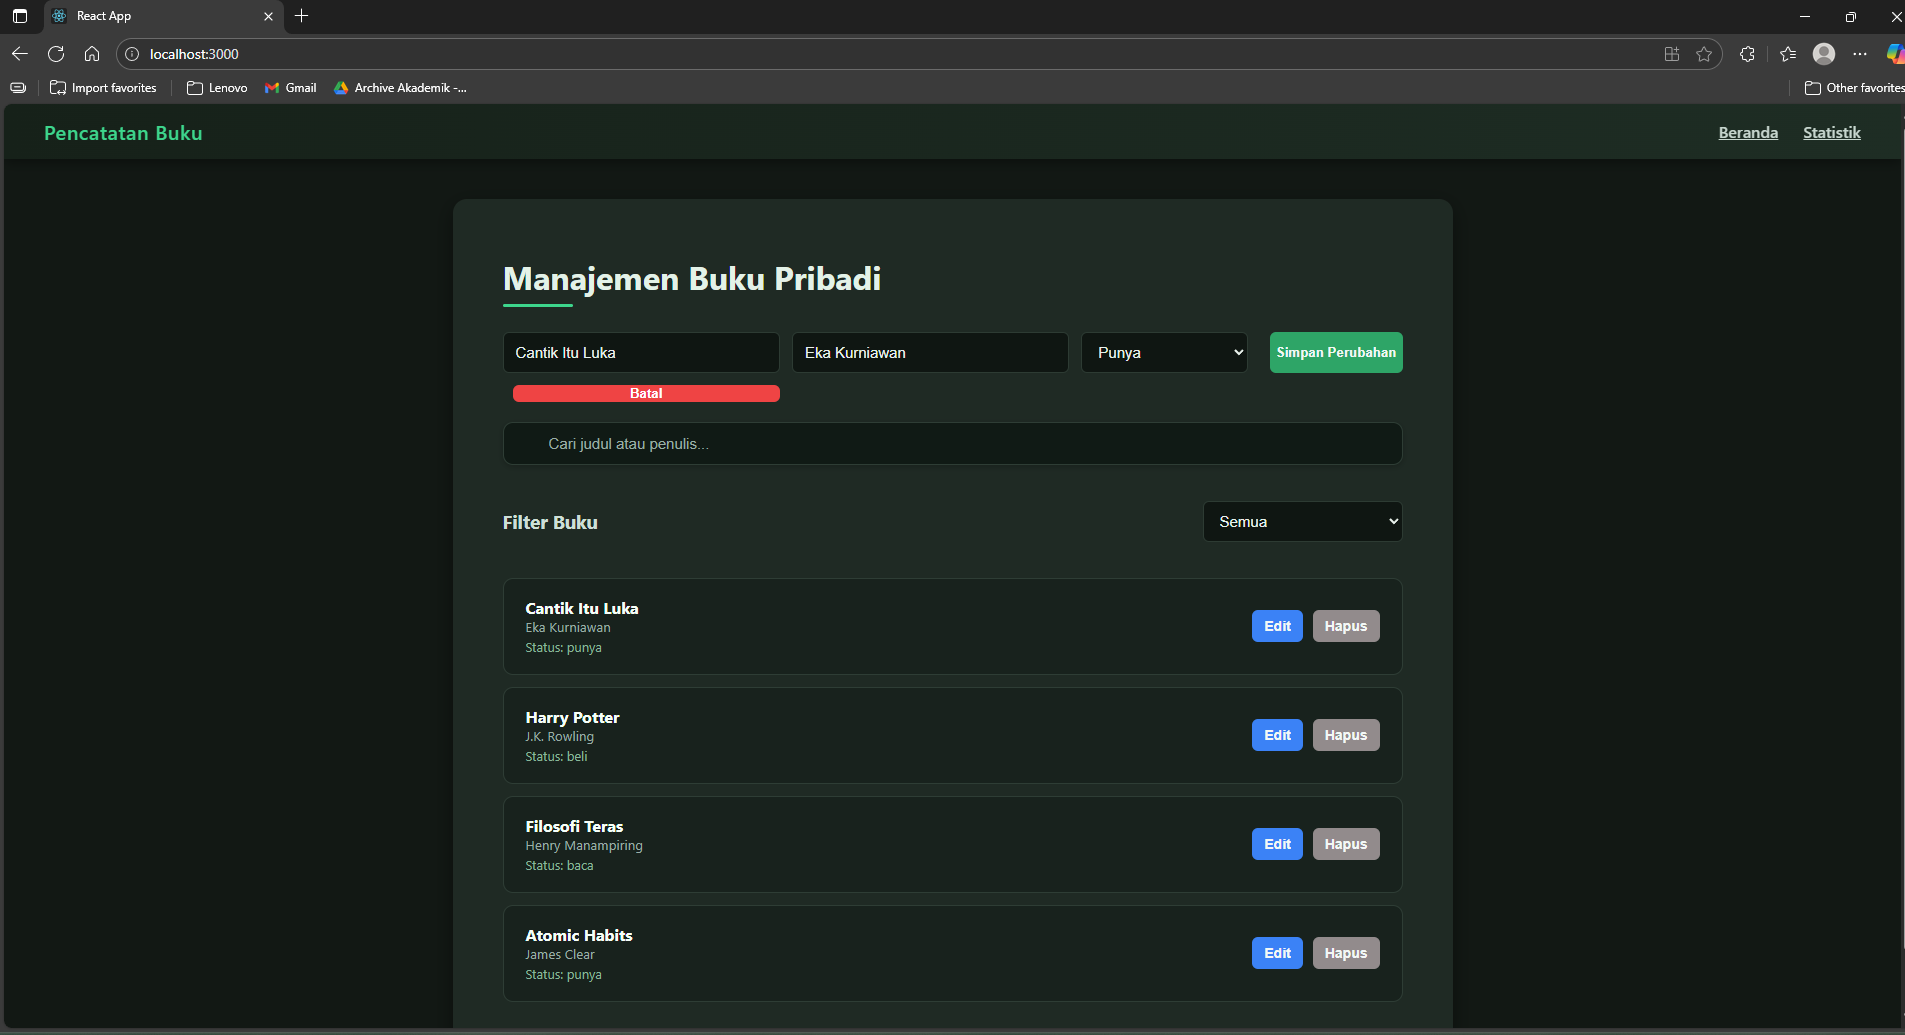 React App
localhost:3000
Import favorites
Lenovo
Gmail
Archive Akademik -...
Other favorites
Pencatatan Buku
Beranda
Statistik
Manajemen Buku Pribadi
Cantik Itu Luka
Eka Kurniawan
Punya
Simpan Perubahan
Batal
Cari judul atau penulis...
Filter Buku
Semua
Cantik Itu Luka
Eka Kurniawan
Status: punya
Edit
Hapus
Harry Potter
J.K. Rowling
Status: beli
Edit
Hapus
Filosofi Teras
Henry Manampiring
Status: baca
Edit
Hapus
Atomic Habits
James Clear
Status: punya
Edit
Hapus